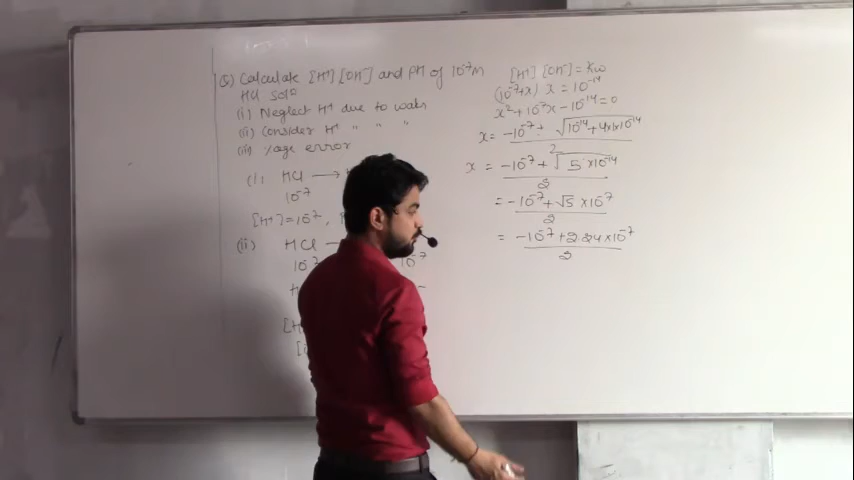 Q) Calculate [H⁺] [OH⁻] and PH of 10⁻⁷M
HCl solⁿ
(i) Neglect H⁺ due to water
(ii) Consider H⁺ " " "
(iii) %age error
(i) HCl →
10⁻⁷
[H⁺] = 10⁻⁷,
(ii) HCl
10⁻⁷ 10⁻⁷
[H⁺] [OH⁻] = Kw
(10⁻⁷+x) x = 10⁻¹⁴
x² + 10⁻⁷x - 10⁻¹⁴ = 0
x = -10⁻⁷ + √10⁻¹⁴ + 4×1×10⁻¹⁴
2
x = -10⁻⁷ + √5 × 10⁻¹⁴
2
= -10⁻⁷ + √5 × 10⁻⁷
2
= -10⁻⁷ + 2.24 × 10⁻⁷
2